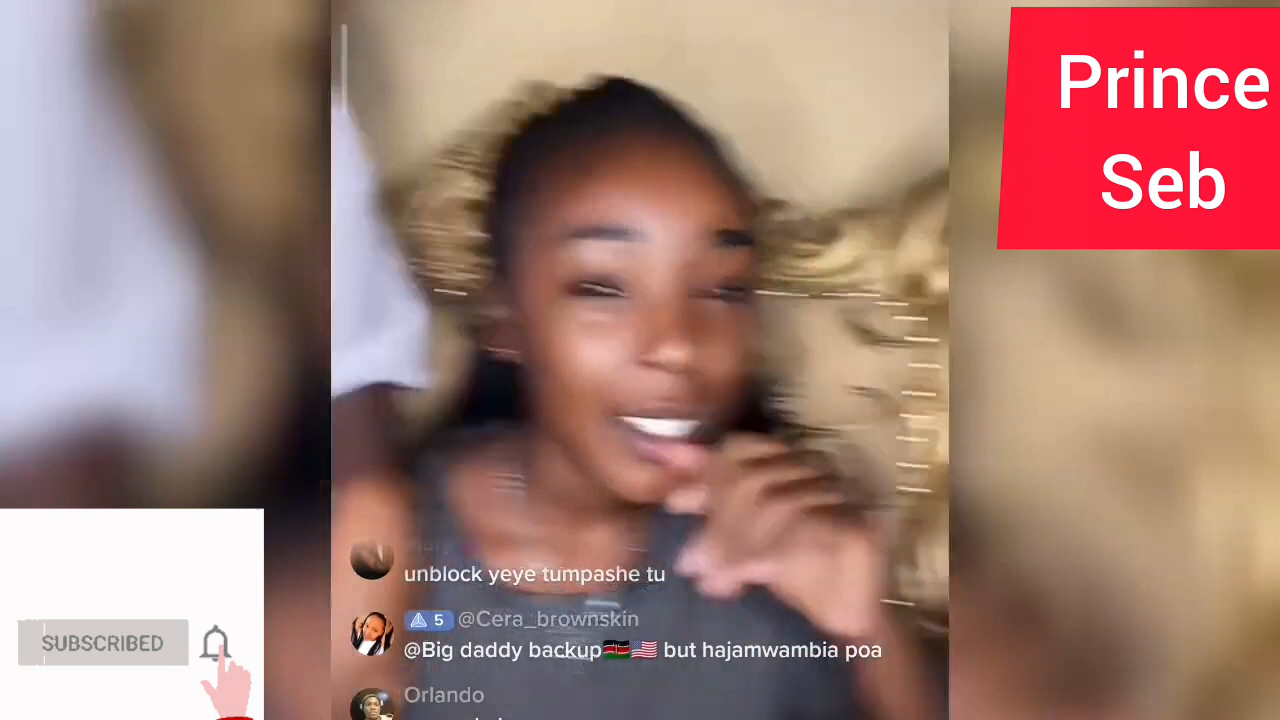 Prince
Seb
unblock yeye tumpashe tu
5 @Cera_brownskin
@Big daddy backup🇰🇪🇺🇸 but hajamwambia poa
SUBSCRIBED
Orlando